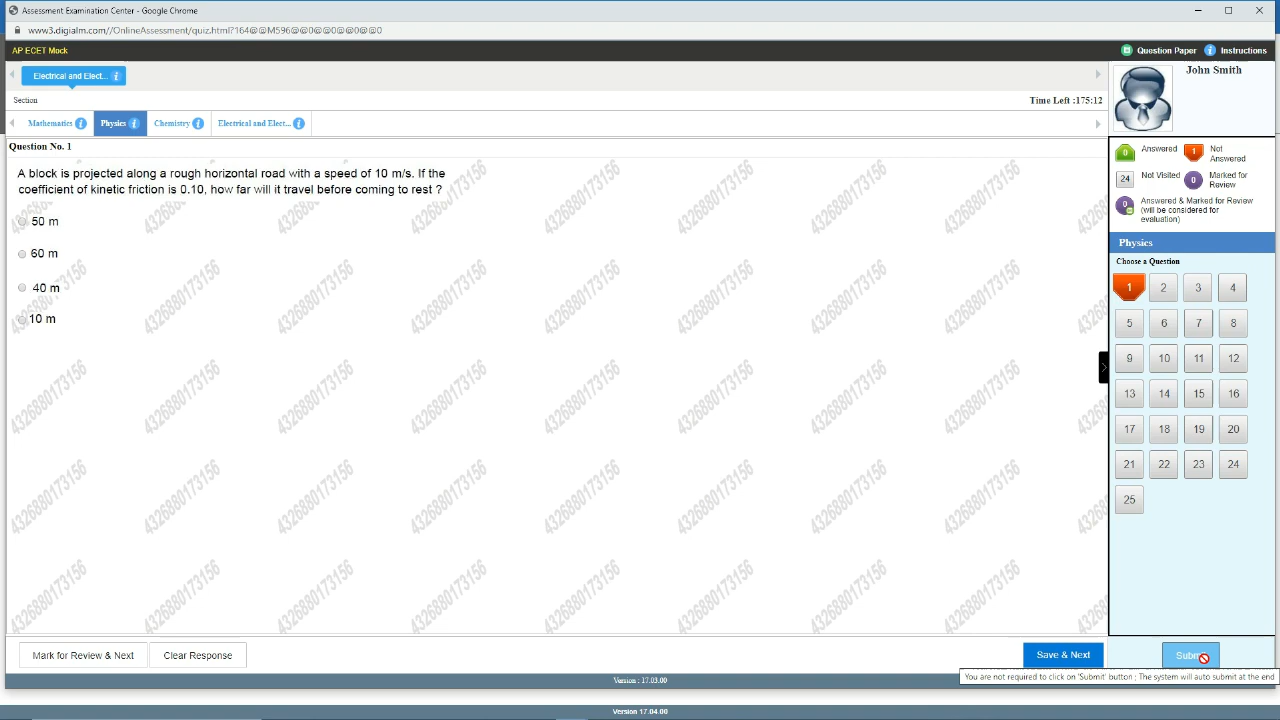 Assessment Examination Center - Google Chrome
www3.digialm.com//OnlineAssessment/quiz.html?164@@M596@@0@@0@@0@@0
AP ECET Mock
Question Paper
Instructions
Electrical and Elect...
John Smith
Section
Time Left :175:12
Mathematics
Physics
Chemistry
Electrical and Elect...
Question No. 1
A block is projected along a rough horizontal road with a speed of 10 m/s. If the
coefficient of kinetic friction is 0.10, how far will it travel before coming to rest ?
50 m
60 m
40 m
10 m
4326880173156
0 Answered
1 Not Answered
24 Not Visited
0 Marked for Review
0 Answered & Marked for Review
(will be considered for
evaluation)
Physics
Choose a Question
1 2 3 4
5 6 7 8
9 10 11 12
13 14 15 16
17 18 19 20
21 22 23 24
25
Mark for Review & Next
Clear Response
Save & Next
You are not required to click on 'Submit' button ; The system will auto submit at the end
Version : 17.03.00
Version 17.04.00